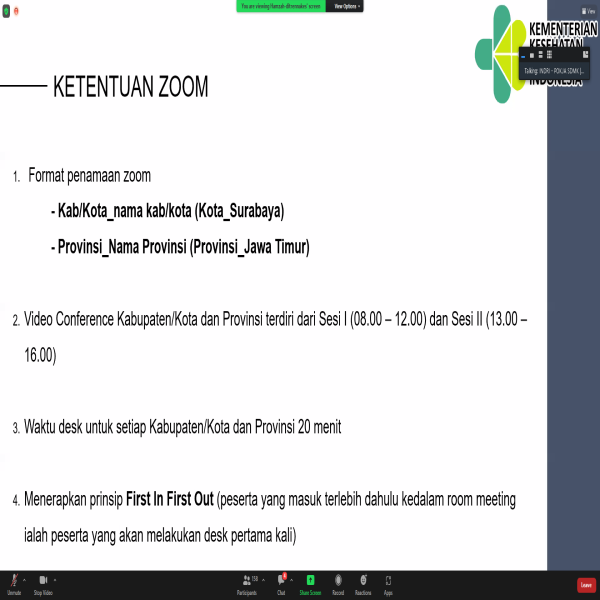 You are viewing Hamzah ditensnakes' screen
View Options
View
KEMENTERIAN
KESEHATAN
Talking: INDRI - POKJA SDMK |...
INDONESIA
KETENTUAN ZOOM
1. Format penamaan zoom
- Kab/Kota_nama kab/kota (Kota_Surabaya)
- Provinsi_Nama Provinsi (Provinsi_Jawa Timur)
2. Video Conference Kabupaten/Kota dan Provinsi terdiri dari Sesi I (08.00 – 12.00) dan Sesi II (13.00 –
16.00)
3. Waktu desk untuk setiap Kabupaten/Kota dan Provinsi 20 menit
4. Menerapkan prinsip First In First Out (peserta yang masuk terlebih dahulu kedalam room meeting
ialah peserta yang akan melakukan desk pertama kali)
Unmute
Stop Video
158
Participants
Chat
Share Screen
Record
Reactions
Apps
Leave